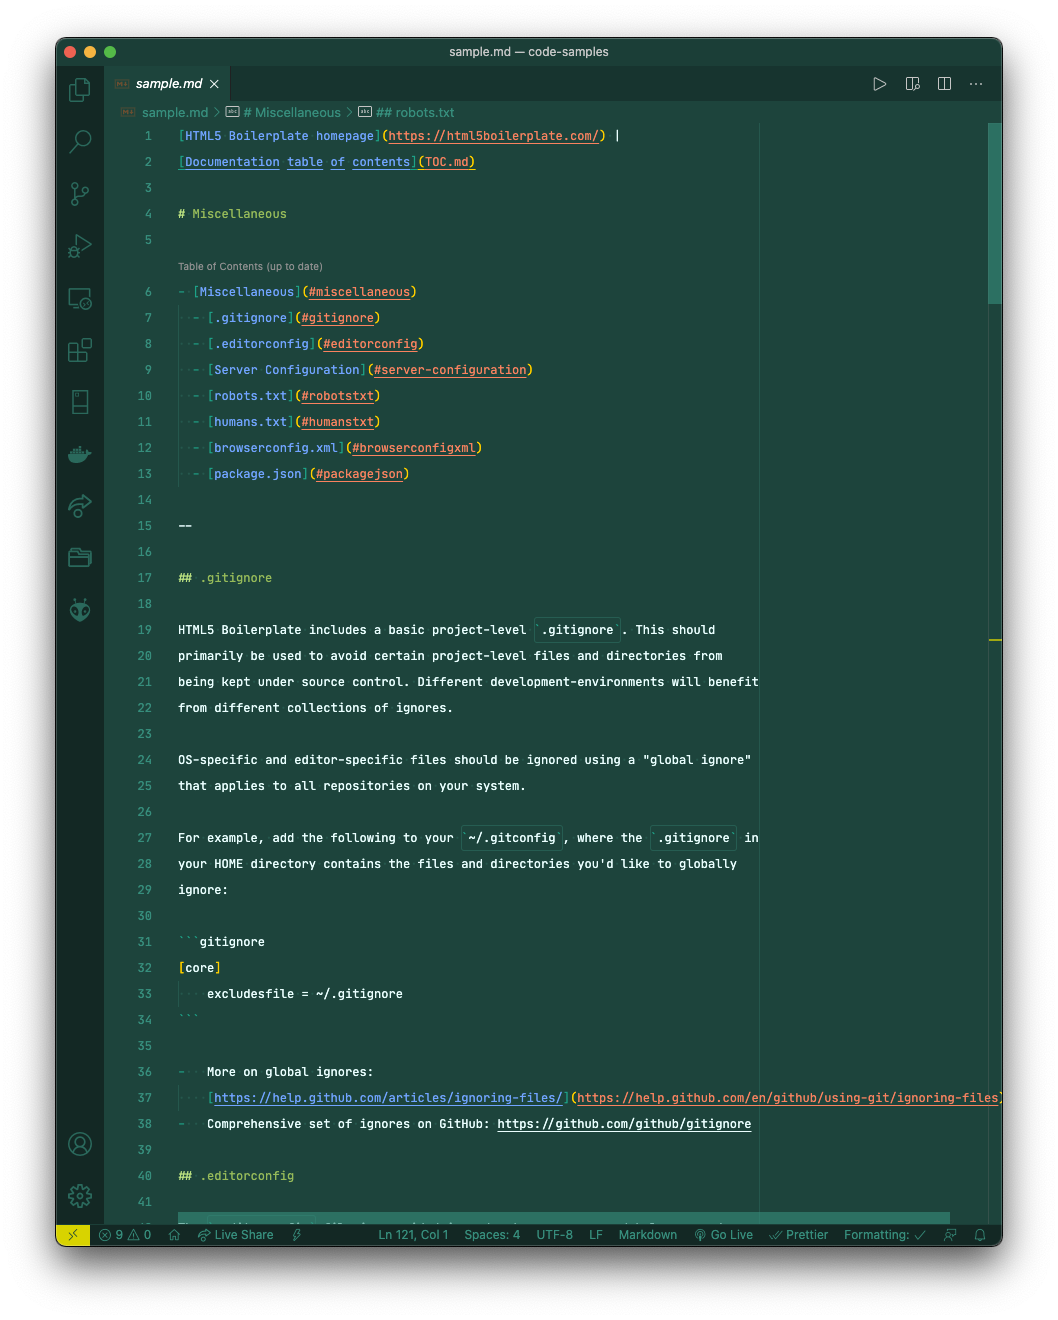 sample.md — code-samples
sample.md
sample.md > # Miscellaneous > ## robots.txt
1 [HTML5 Boilerplate homepage](https://html5boilerplate.com/) |
2 [Documentation table of contents](TOC.md)
3
4 # Miscellaneous
5
Table of Contents (up to date)
6 - [Miscellaneous](#miscellaneous)
7 - [.gitignore](#gitignore)
8 - [.editorconfig](#editorconfig)
9 - [Server Configuration](#server-configuration)
10 - [robots.txt](#robotstxt)
11 - [humans.txt](#humanstxt)
12 - [browserconfig.xml](#browserconfigxml)
13 - [package.json](#packagejson)
14
15 --
16
17 ## .gitignore
18
19 HTML5 Boilerplate includes a basic project-level `.gitignore`. This should
20 primarily be used to avoid certain project-level files and directories from
21 being kept under source control. Different development-environments will benefit
22 from different collections of ignores.
23
24 OS-specific and editor-specific files should be ignored using a "global ignore"
25 that applies to all repositories on your system.
26
27 For example, add the following to your `~/.gitconfig`, where the `.gitignore` in
28 your HOME directory contains the files and directories you'd like to globally
29 ignore:
30
31 ```gitignore
32 [core]
33 excludesfile = ~/.gitignore
34 ```
35
36 - More on global ignores:
37 [https://help.github.com/articles/ignoring-files/](https://help.github.com/en/github/using-git/ignoring-files)
38 - Comprehensive set of ignores on GitHub: https://github.com/github/gitignore
39
40 ## .editorconfig
41
9 0 Live Share Ln 121, Col 1 Spaces: 4 UTF-8 LF Markdown Go Live Prettier Formatting: ✓